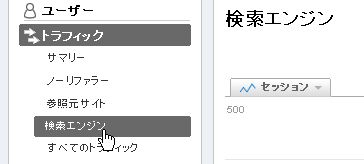 ユーザー
トラフィック
サマリー
ノーリファラー
参照元サイト
検索エンジン
すべてのトラフィック
検索エンジン
セッション
500